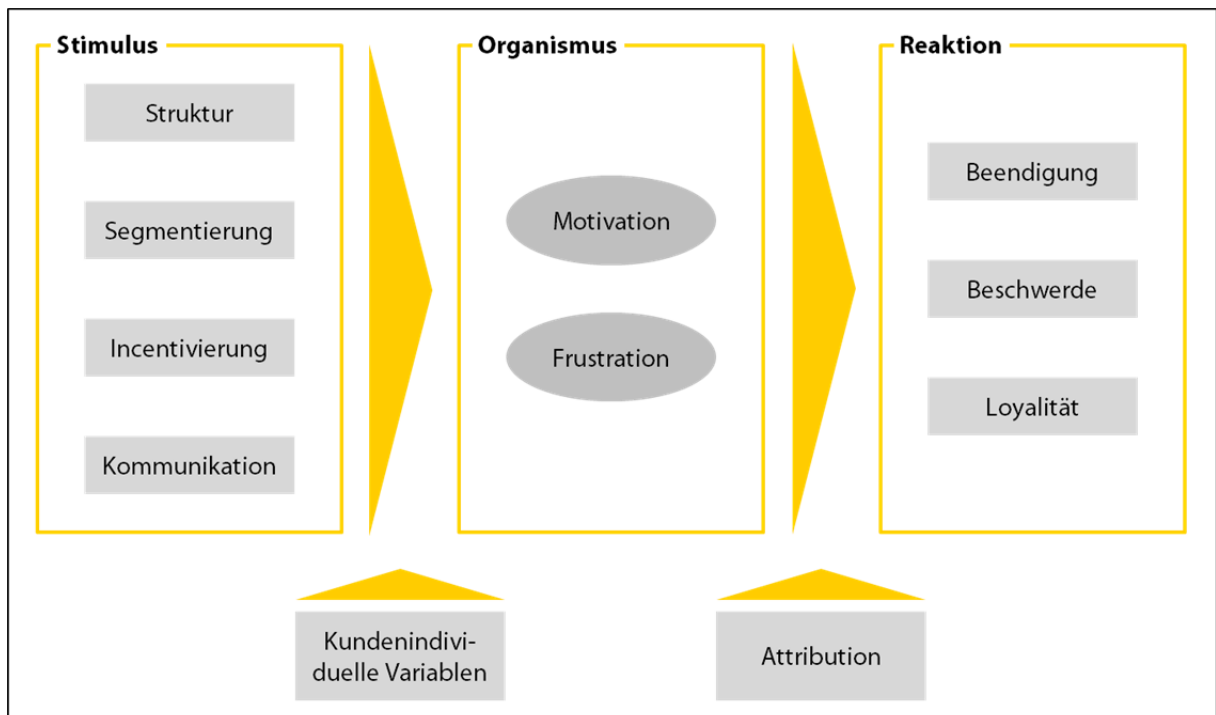 Stimulus
Struktur
Segmentierung
Incentivierung
Kommunikation
Organismus
Motivation
Frustration
Reaktion
Beendigung
Beschwerde
Loyalität
Kundenindivi-
duelle Variablen
Attribution